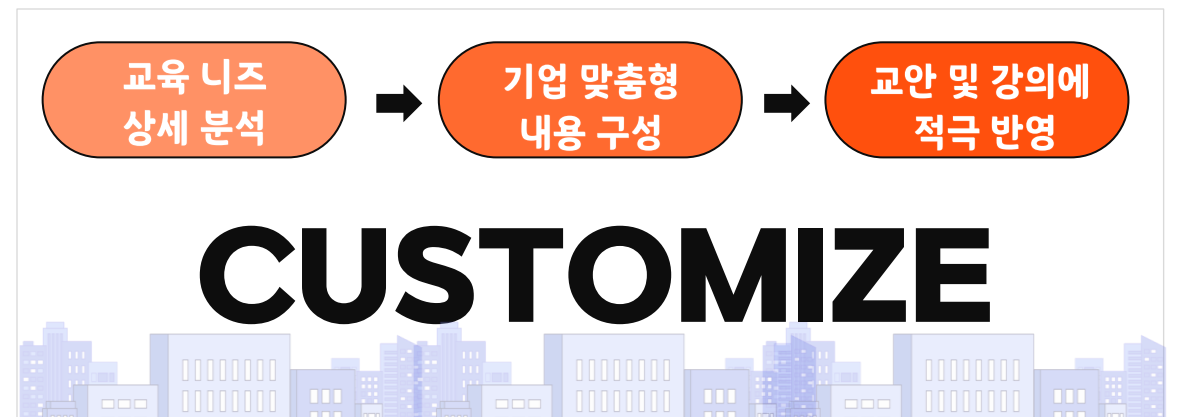 교육 니즈
상세 분석
기업 맞춤형
내용 구성
교안 및 강의에
적극 반영
CUSTOMIZE